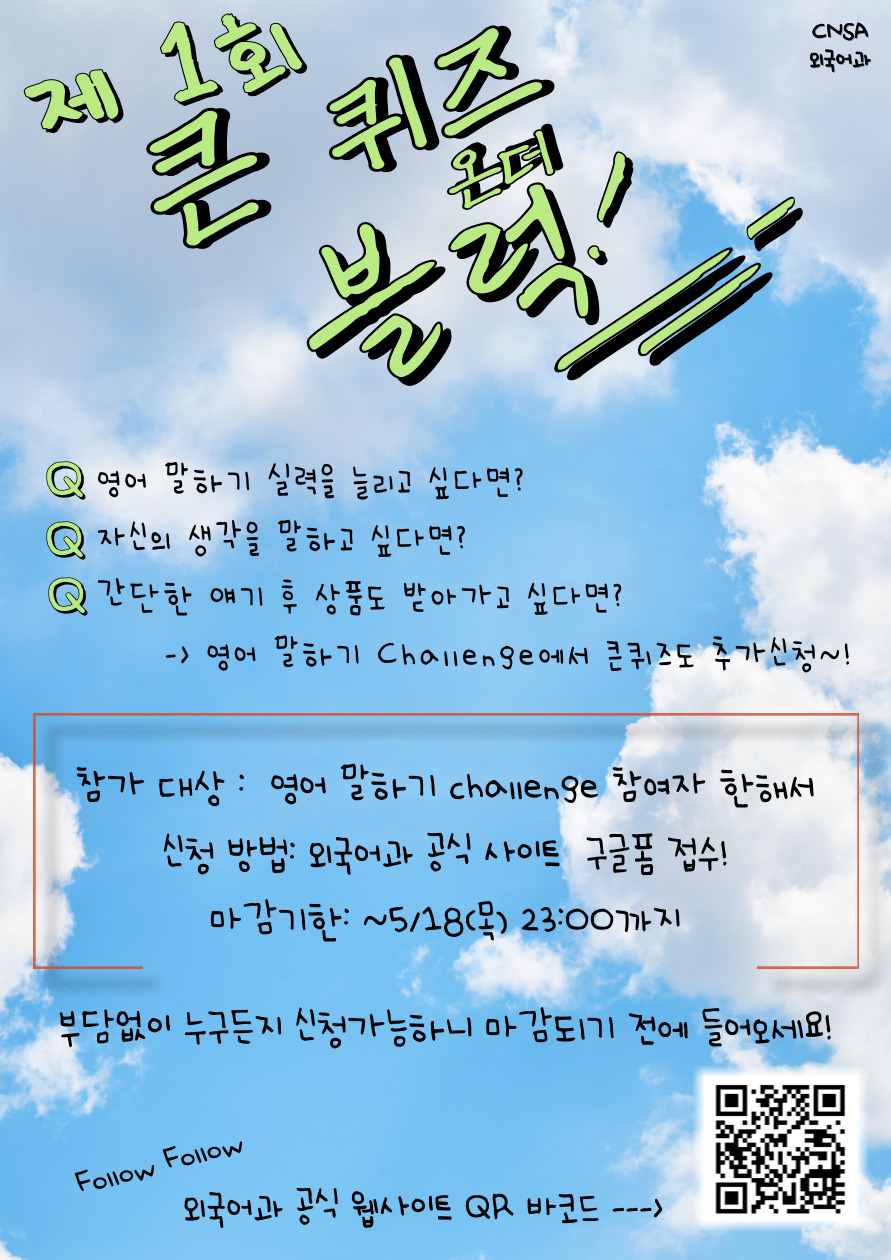 CNSA
외국어과
제 1회
큰 퀴즈
온더
블럭!
Q 영어 말하기 실력을 늘리고 싶다면?
Q 자신의 생각을 말하고 싶다면?
Q 간단한 얘기 후 상품도 받아가고 싶다면?
-> 영어 말하기 Challenge에서 큰퀴즈도 추가신청~!
참가 대상 : 영어 말하기 challenge 참여자 한해서
신청 방법: 외국어과 공식 사이트 구글폼 접수!
마감기한: ~5/18(목) 23:00까지
부담없이 누구든지 신청가능하니 마감되기 전에 들어오세요!
Follow Follow
외국어과 공식 웹사이트 QR 바코드 --->